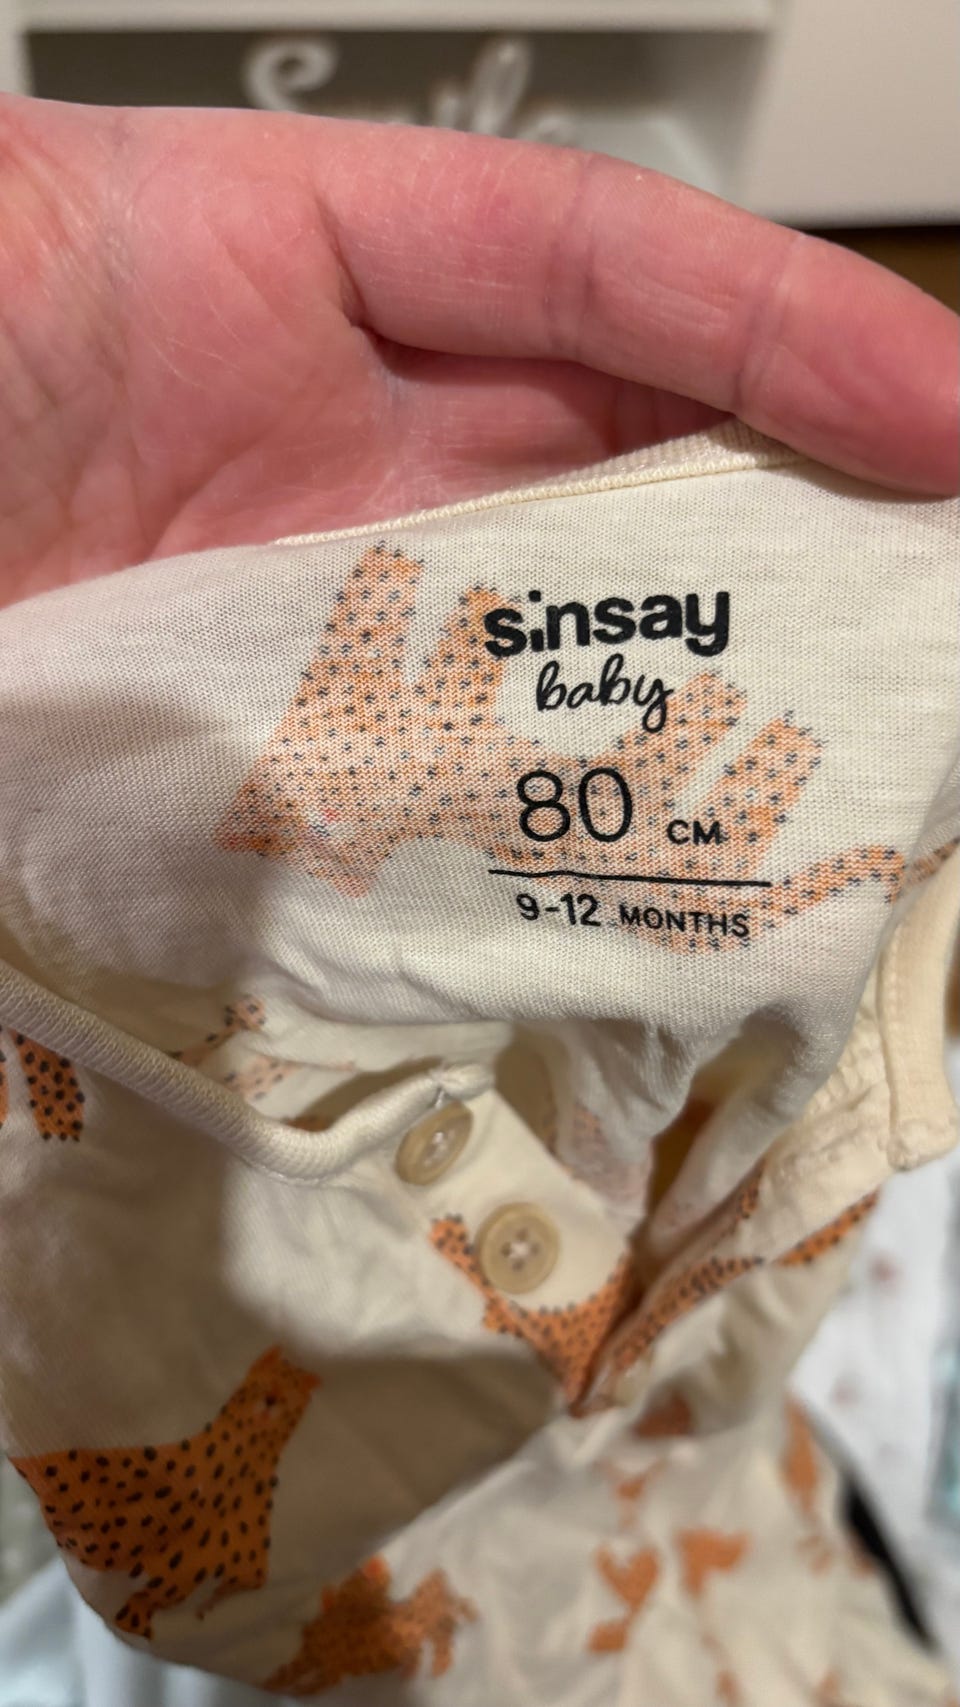 sinsay
baby
80 CM
9-12 MONTHS